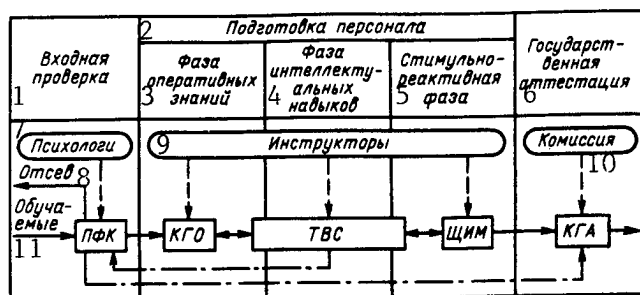 2 Подготовка персонала
Входная
проверка
1
Фаза
оперативных
знаний
3
Фаза
интеллекту-
альных
навыков
4
Стимульно-
реактивная
фаза
5
Государст-
венная
аттестация
6
7
Психологи
9 Инструкторы
Комиссия
10
Отсев 8
Обуча-
емые
11
ПФК
КГО
ТВС
ЩИМ
КГА